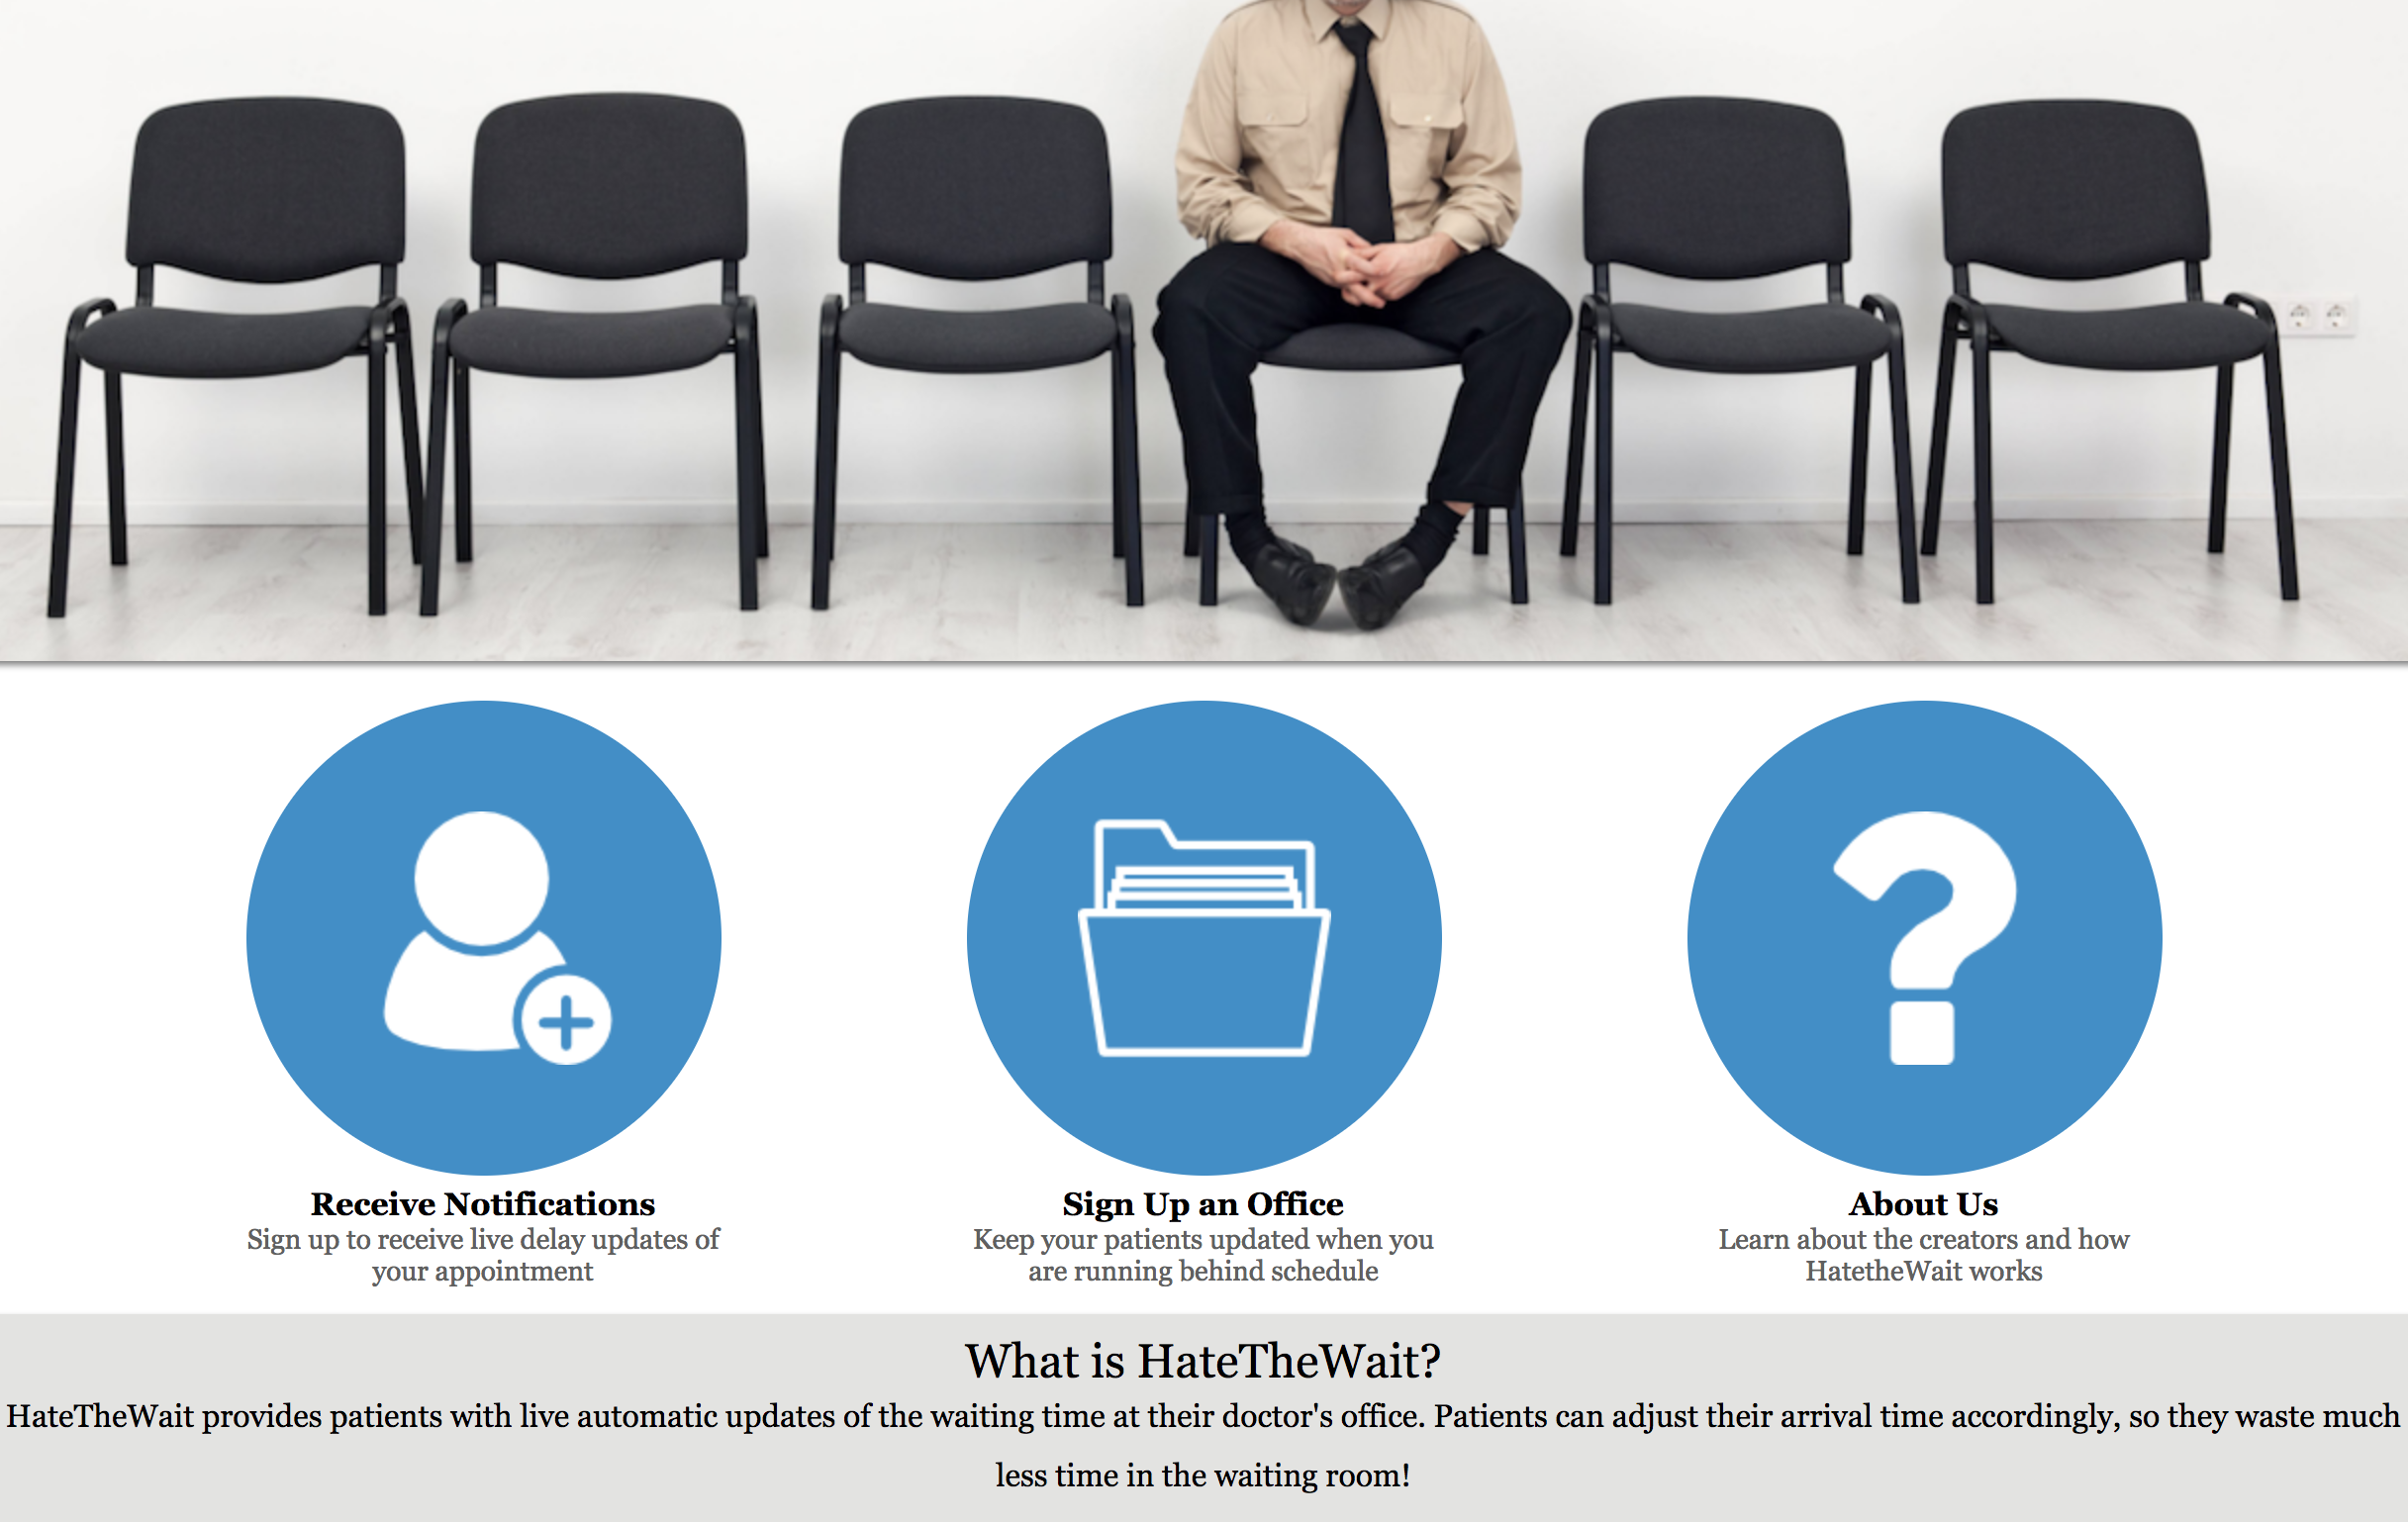 Receive Notifications
Sign up to receive live delay updates of
your appointment
Sign Up an Office
Keep your patients updated when you
are running behind schedule
About Us
Learn about the creators and how
HatetheWait works
What is HateTheWait?
HateTheWait provides patients with live automatic updates of the waiting time at their doctor's office. Patients can adjust their arrival time accordingly, so they waste much
less time in the waiting room!